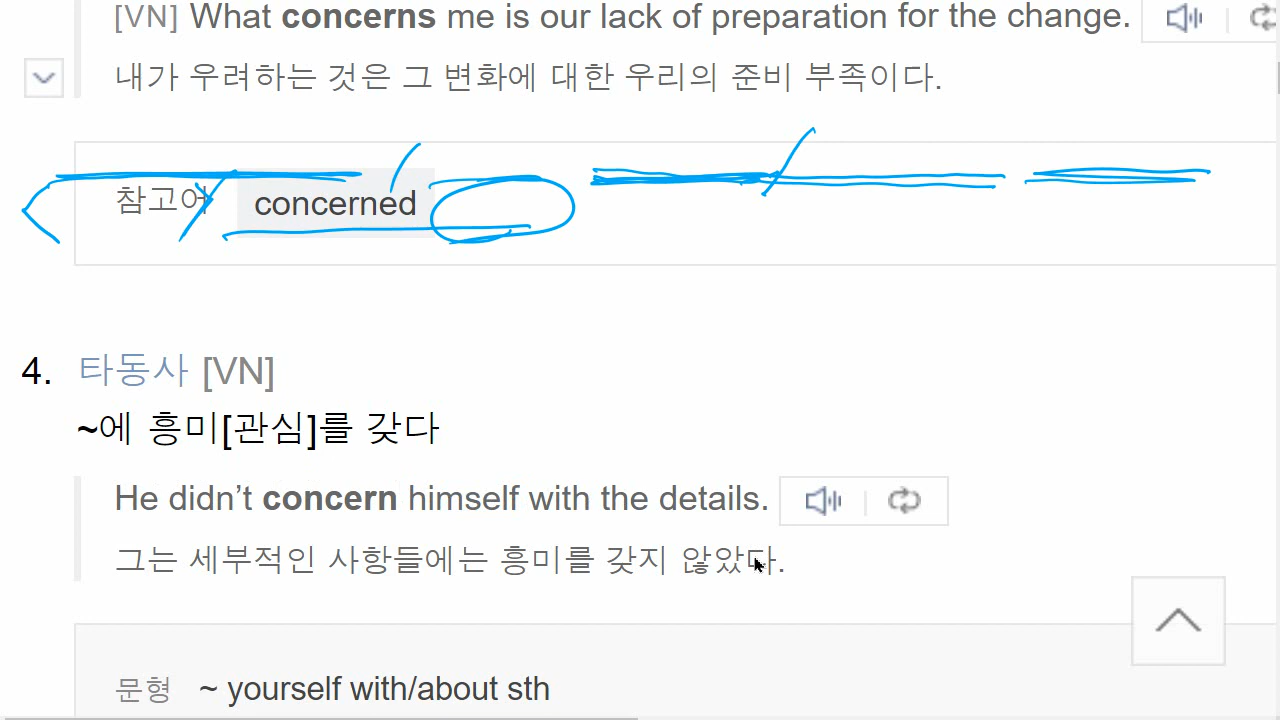 [VN] What concerns me is our lack of preparation for the change.
내가 우려하는 것은 그 변화에 대한 우리의 준비 부족이다.
참고어 concerned
4. 타동사 [VN]
~에 흥미[관심]를 갖다
He didn’t concern himself with the details.
그는 세부적인 사항들에는 흥미를 갖지 않았다.
문형 ~ yourself with/about sth